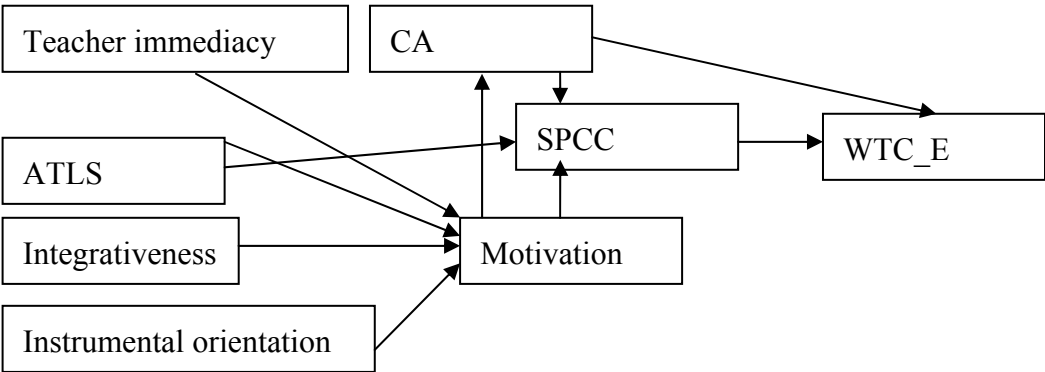 Teacher immediacy
CA
SPCC
WTC_E
ATLS
Integrativeness
Motivation
Instrumental orientation